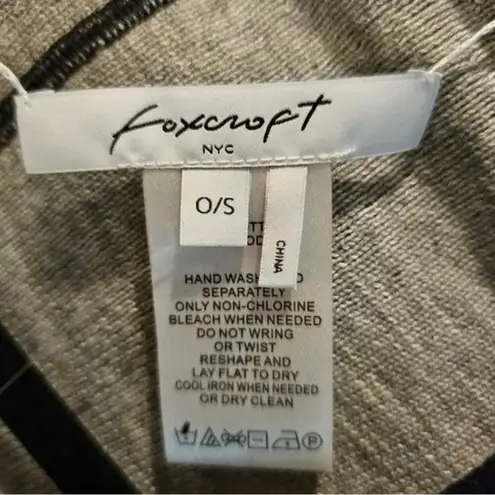 Foxcroft
NYC
O/S
CHINA
HAND WASH
SEPARATELY
ONLY NON-CHLORINE
BLEACH WHEN NEEDED
DO NOT WRING
OR TWIST
RESHAPE AND
LAY FLAT TO DRY
COOL IRON WHEN NEEDED
OR DRY CLEAN